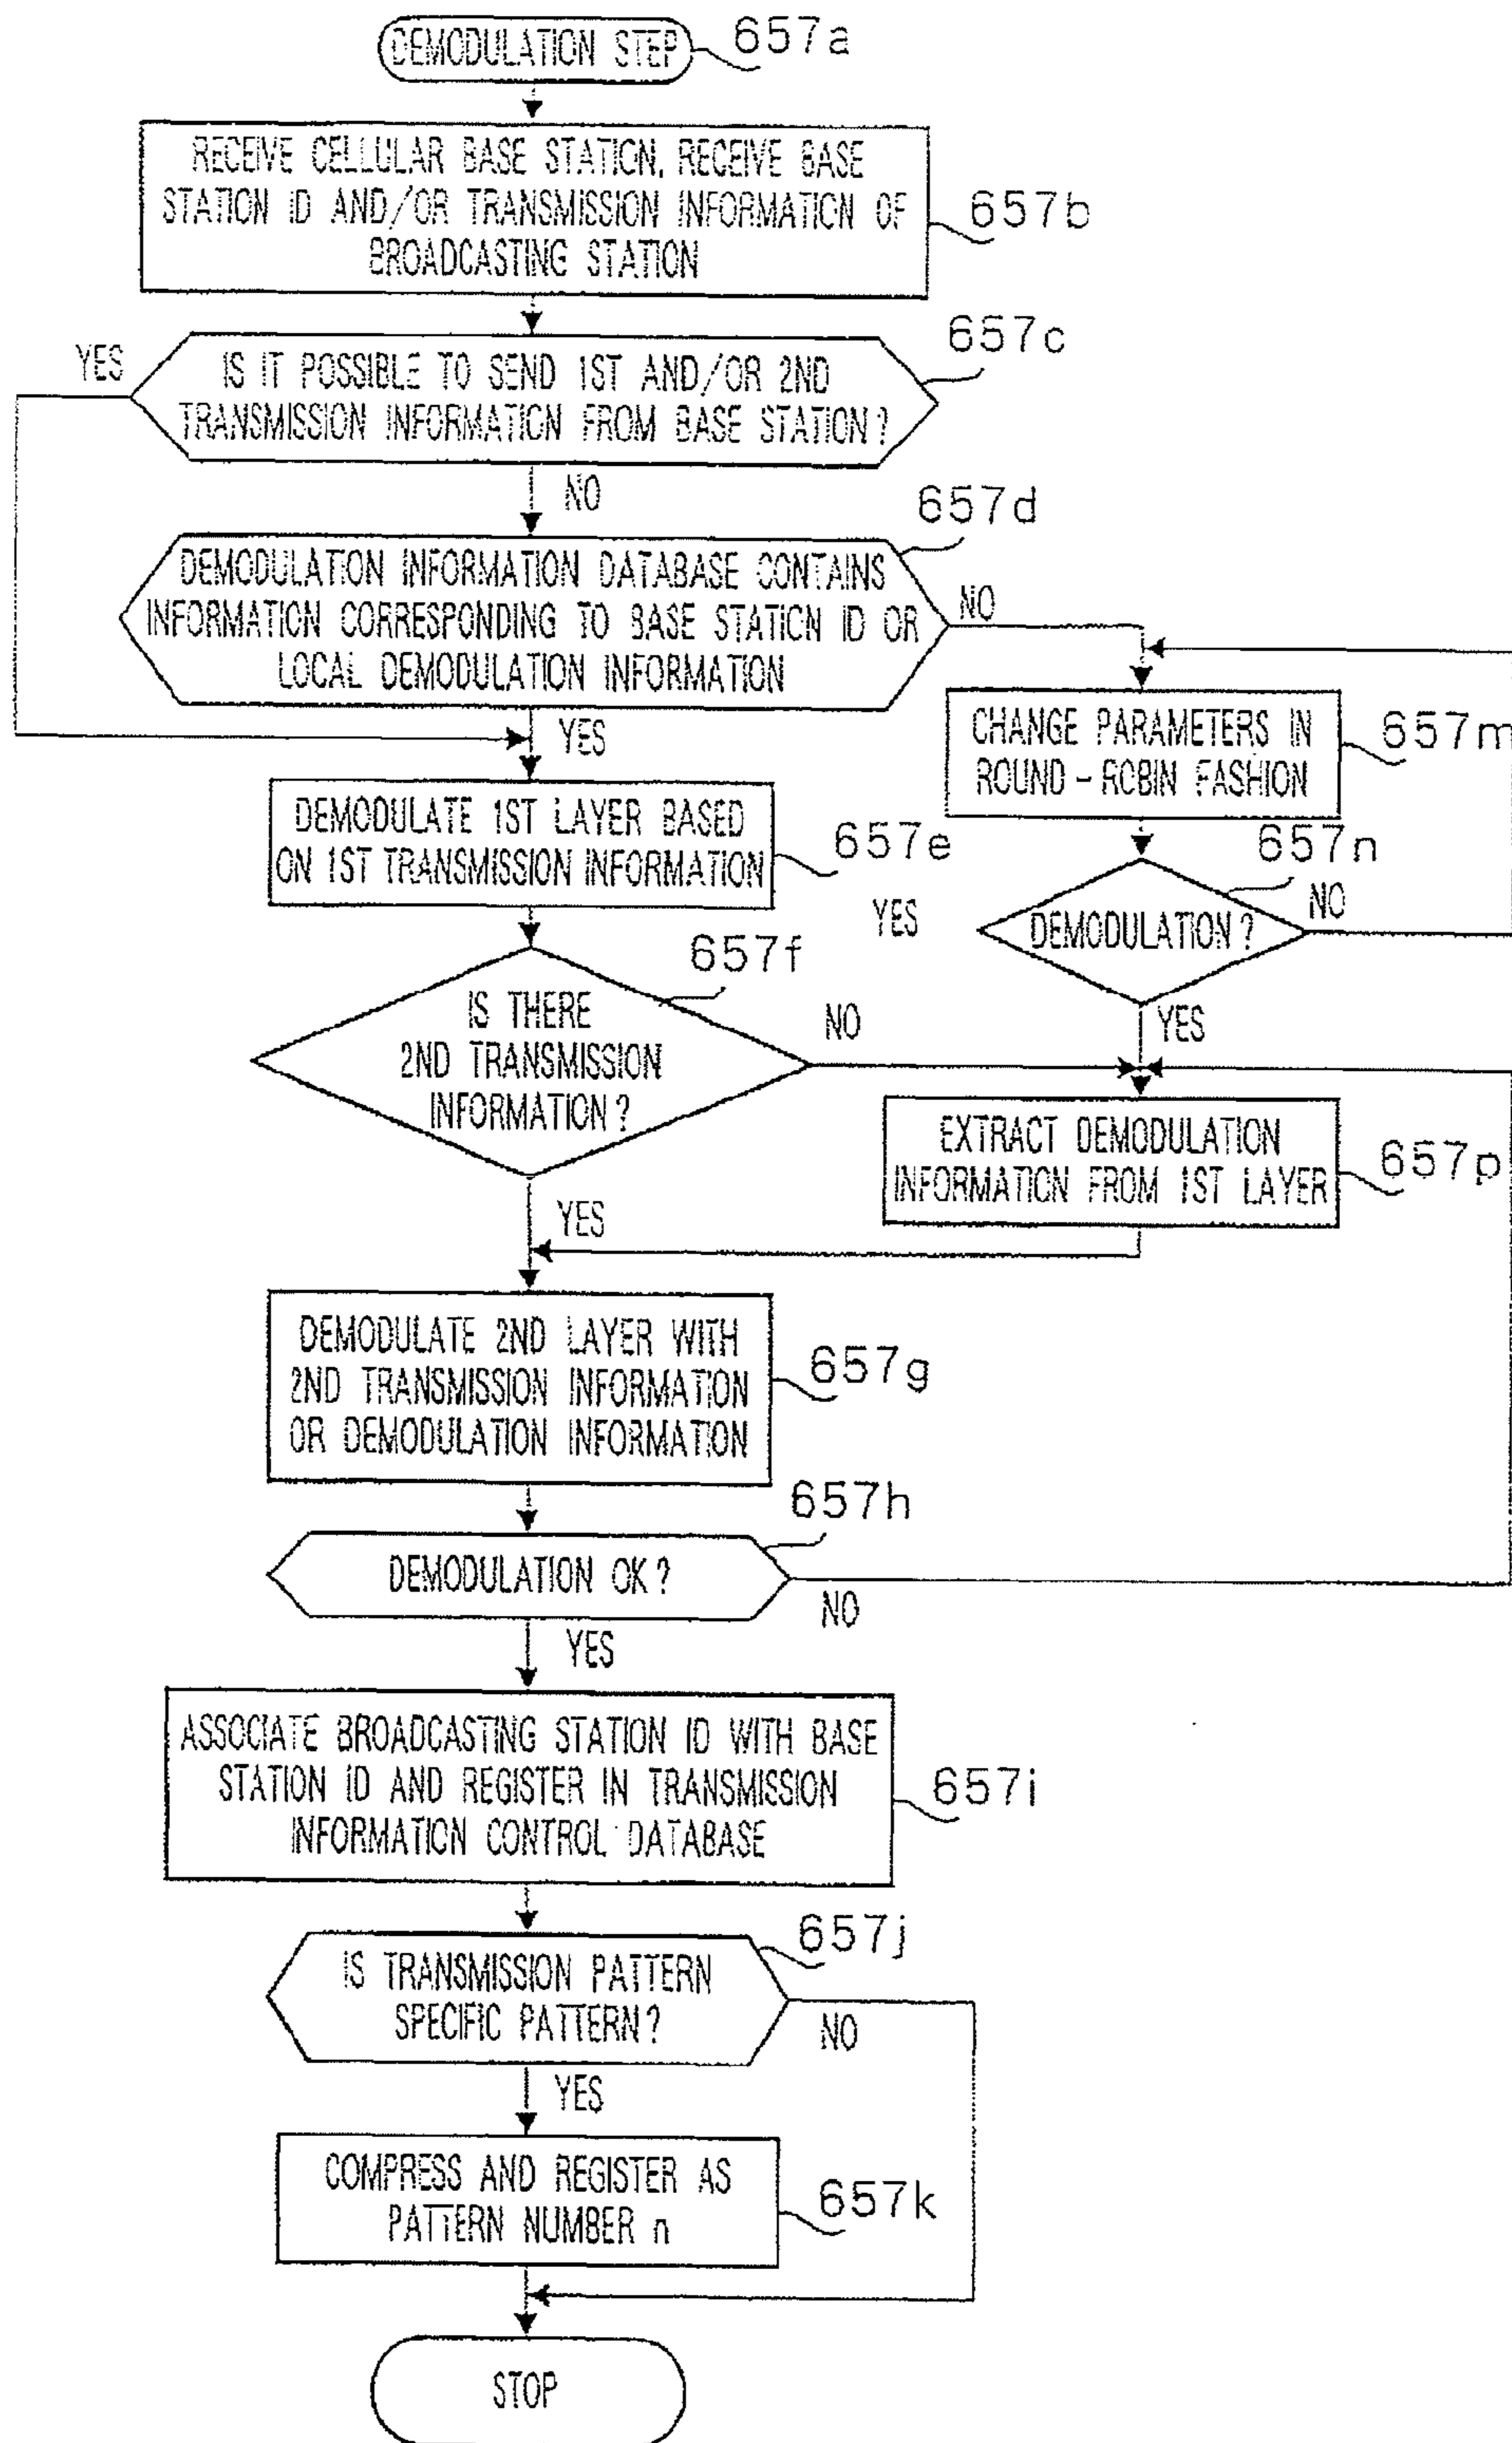 DEMODULATION STEP
657a
RECEIVE CELLULAR BASE STATION, RECEIVE BASE
STATION ID AND/OR TRANSMISSION INFORMATION OF
BROADCASTING STATION
657b
657c
YES
IS IT POSSIBLE TO SEND 1ST AND/OR 2ND
TRANSMISSION INFORMATION FROM BASE STATION?
NO
657d
DEMODULATION INFORMATION DATABASE CONTAINS
INFORMATION CORRESPONDING TO BASE STATION ID OR
LOCAL DEMODULATION INFORMATION
NO
YES
CHANGE PARAMETERS IN
ROUND-ROBIN FASHION
657m
DEMODULATE 1ST LAYER BASED
ON 1ST TRANSMISSION INFORMATION
657e
657n
YES
DEMODULATION?
NO
YES
657f
IS THERE
2ND TRANSMISSION
INFORMATION?
NO
YES
EXTRACT DEMODULATION
INFORMATION FROM 1ST LAYER
657p
DEMODULATE 2ND LAYER WITH
2ND TRANSMISSION INFORMATION
OR DEMODULATION INFORMATION
657g
657h
DEMODULATION OK?
NO
YES
ASSOCIATE BROADCASTING STATION ID WITH BASE
STATION ID AND REGISTER IN TRANSMISSION
INFORMATION CONTROL DATABASE
657i
657j
IS TRANSMISSION PATTERN
SPECIFIC PATTERN?
NO
YES
COMPRESS AND REGISTER AS
PATTERN NUMBER n
657k
STOP